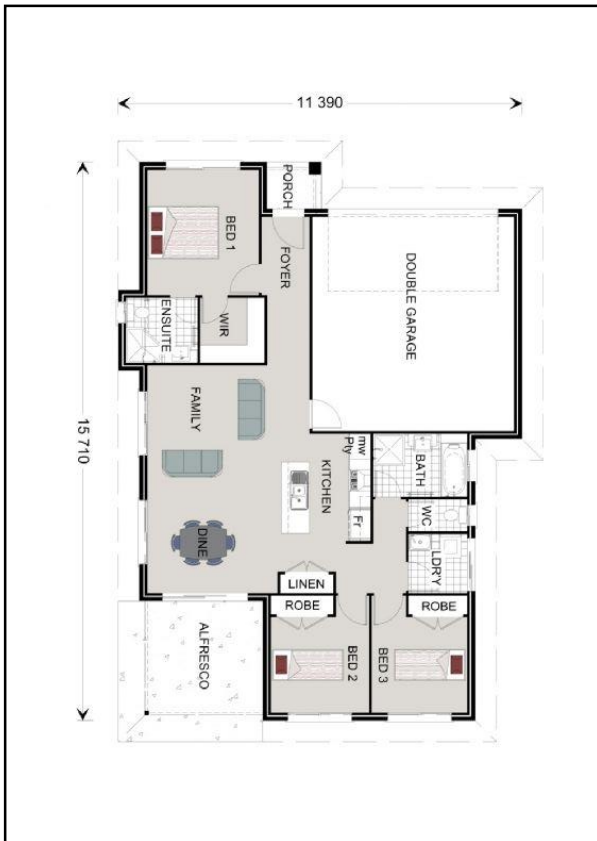 11 390
PORCH
BED 1
FOYER
DOUBLE GARAGE
ENSUITE
WIR
15 710
FAMILY
KITCHEN
mw
Pty
BATH
Fr
WC
DINE
LDR'Y
LINEN
ROBE
ROBE
ALFRESCO
BED 2
BED 3